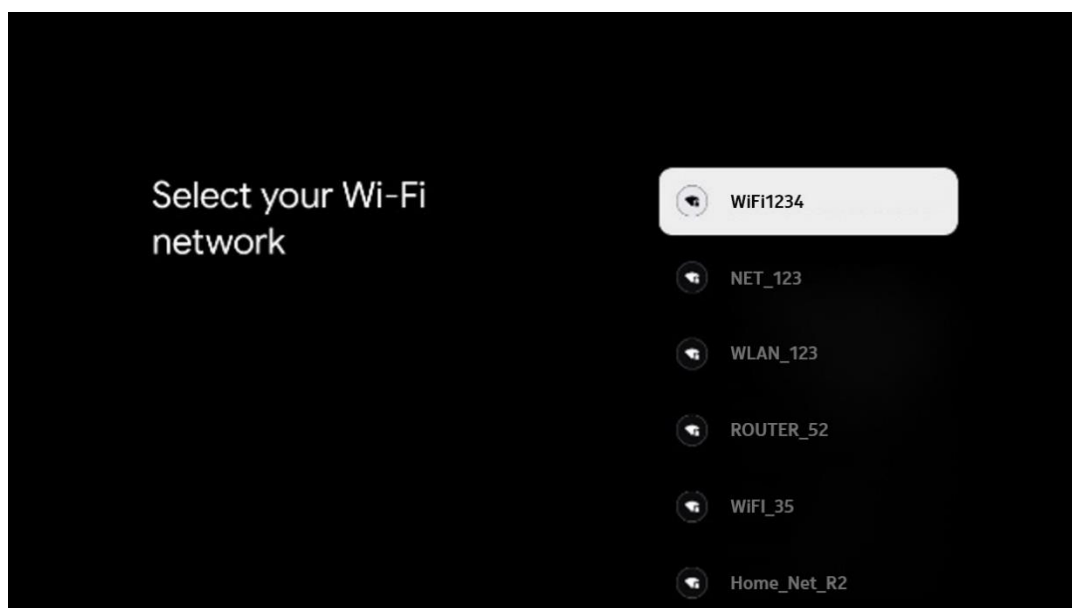 Select your Wi-Fi
network
WiFi1234
NET_123
WLAN_123
ROUTER_52
WiFI_35
Home_Net_R2